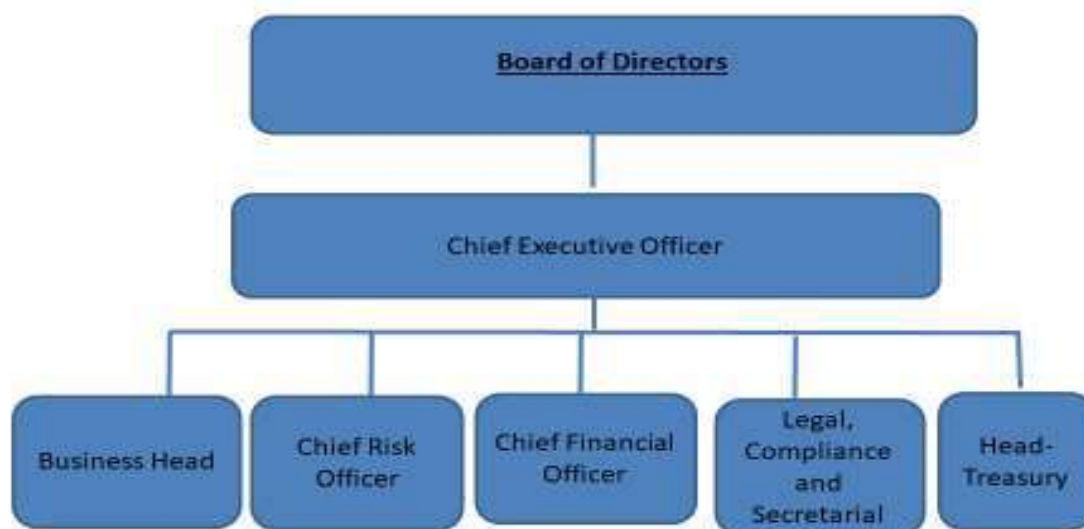 Board of Directors
Chief Executive Officer
Business Head
Chief Risk
Officer
Chief Financial
Officer
Legal,
Compliance
and
Secretarial
Head-
Treasury